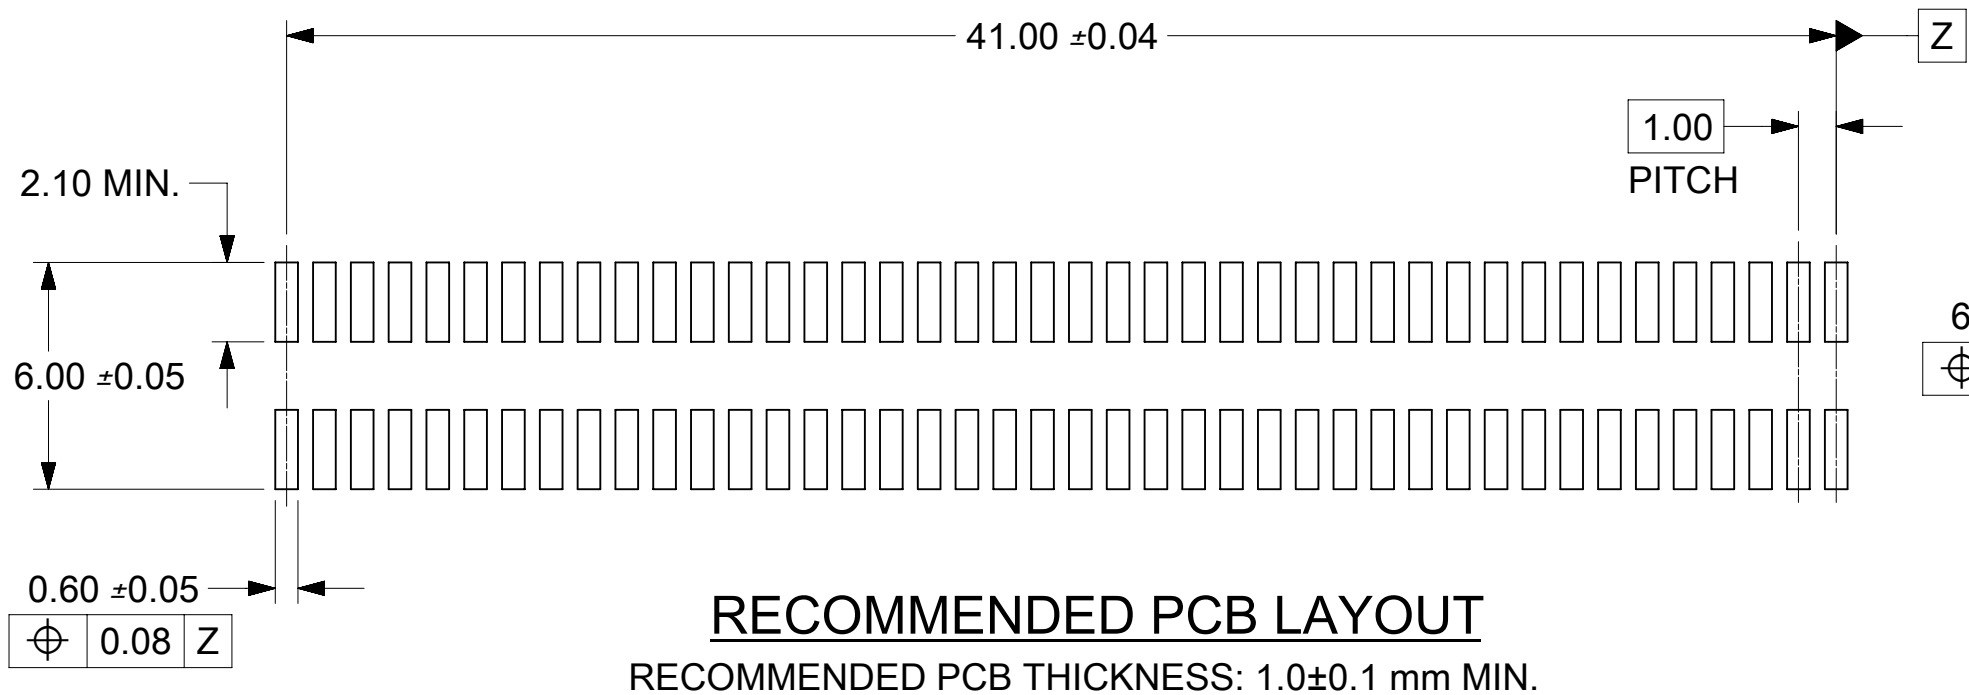 41.00 ±0.04
Z
1.00
PITCH
2.10 MIN.
6.00 ±0.05
6
⌖
0.60 ±0.05
⌖ 0.08 Z
RECOMMENDED PCB LAYOUT
RECOMMENDED PCB THICKNESS: 1.0±0.1 mm MIN.